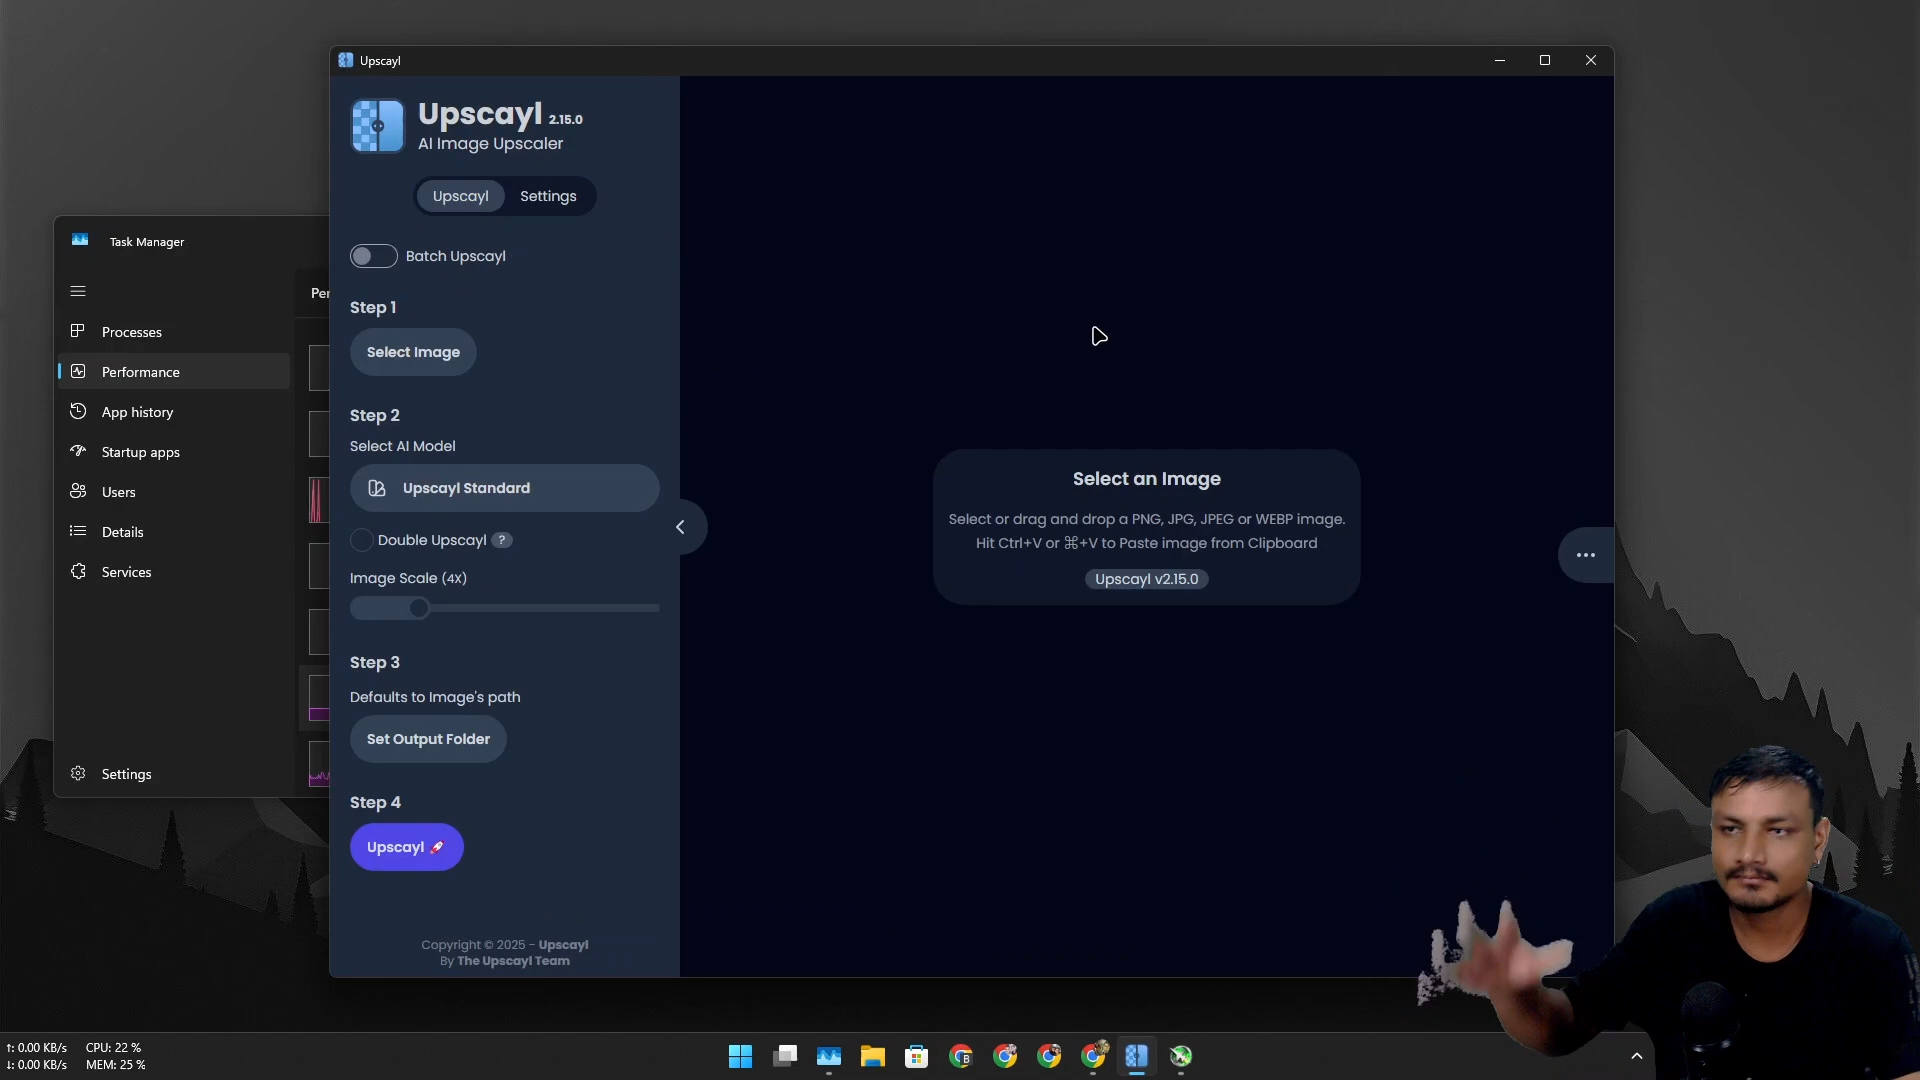 Upscayl
Upscayl 2.15.0
AI Image Upscaler
Upscayl Settings
Batch Upscayl
Step 1
Select Image
Step 2
Select AI Model
Upscayl Standard
Double Upscayl ?
Image Scale (4X)
Step 3
Defaults to Image's path
Set Output Folder
Step 4
Upscayl 🚀
Copyright © 2025 - Upscayl
By The Upscayl Team
Select an Image
Select or drag and drop a PNG, JPG, JPEG or WEBP image.
Hit Ctrl+V or ⌘+V to Paste image from Clipboard
Upscayl v2.15.0
Task Manager
Per
Processes
Performance
App history
Startup apps
Users
Details
Services
Settings
↑: 0.00 KB/s CPU: 22 %
↓: 0.00 KB/s MEM: 25 %
B